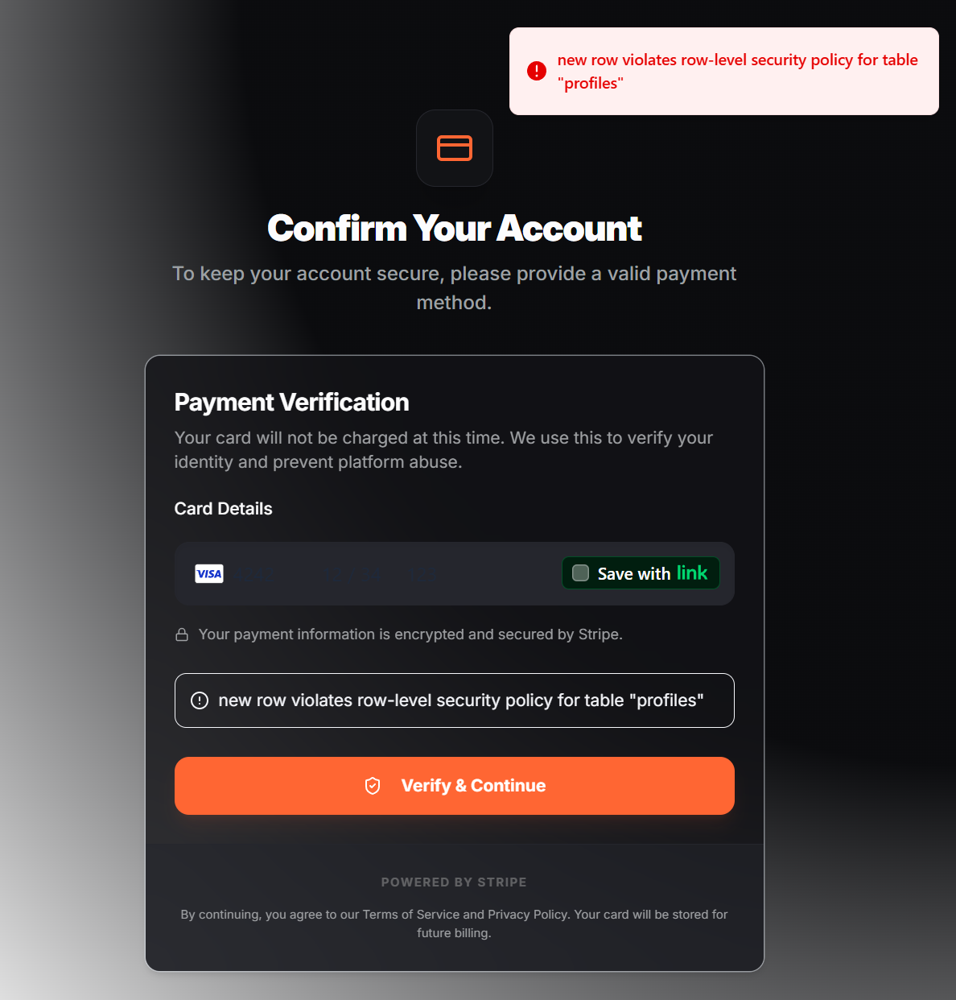 new row violates row-level security policy for table
"profiles"
Confirm Your Account
To keep your account secure, please provide a valid payment
method.
Payment Verification
Your card will not be charged at this time. We use this to verify your
identity and prevent platform abuse.
Card Details
VISA
Save with link
Your payment information is encrypted and secured by Stripe.
new row violates row-level security policy for table "profiles"
Verify & Continue
POWERED BY STRIPE
By continuing, you agree to our Terms of Service and Privacy Policy. Your card will be stored for
future billing.